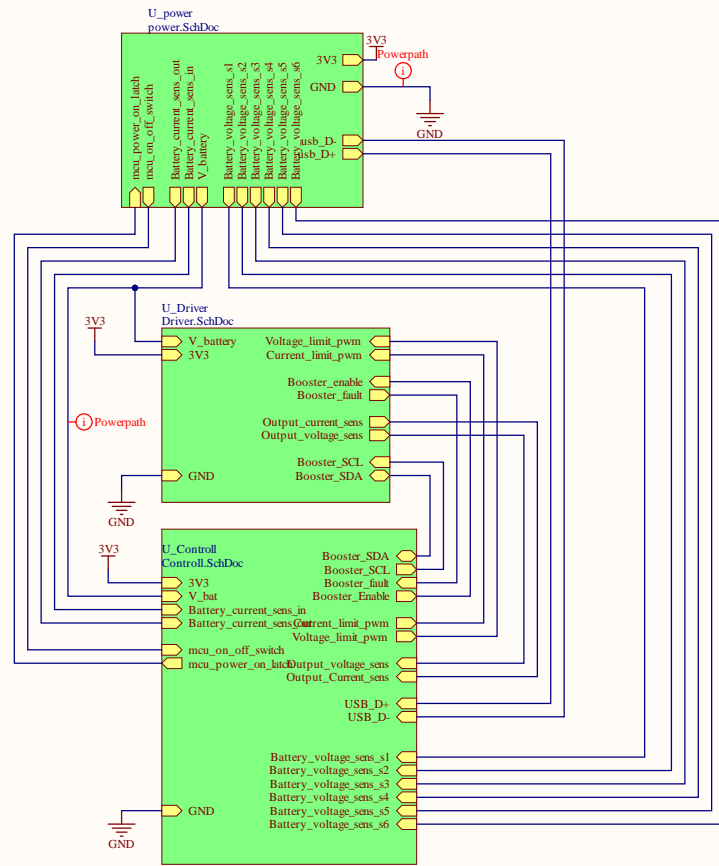 U_power
power.SchDoc
3V3
3V3
Powerpath
i
GND
GND
usb_D-
usb_D+
mcu_power_on_latch
mcu_on_off_switch
Battery_current_sens_out
Battery_current_sens_in
V_battery
Battery_voltage_sens_s1
Battery_voltage_sens_s2
Battery_voltage_sens_s3
Battery_voltage_sens_s4
Battery_voltage_sens_s5
Battery_voltage_sens_s6
U_Driver
Driver.SchDoc
3V3
V_battery
3V3
Voltage_limit_pwm
Current_limit_pwm
Booster_enable
Booster_fault
Output_current_sens
Output_voltage_sens
i Powerpath
Booster_SCL
Booster_SDA
GND
GND
U_Controll
Controll.SchDoc
3V3
3V3
V_bat
Battery_current_sens_in
Battery_current_sens_out
mcu_on_off_switch
mcu_power_on_latch
Booster_SDA
Booster_SCL
Booster_fault
Booster_Enable
Current_limit_pwm
Voltage_limit_pwm
Output_voltage_sens
Output_Current_sens
USB_D+
USB_D-
Battery_voltage_sens_s1
Battery_voltage_sens_s2
Battery_voltage_sens_s3
Battery_voltage_sens_s4
Battery_voltage_sens_s5
Battery_voltage_sens_s6
GND
GND